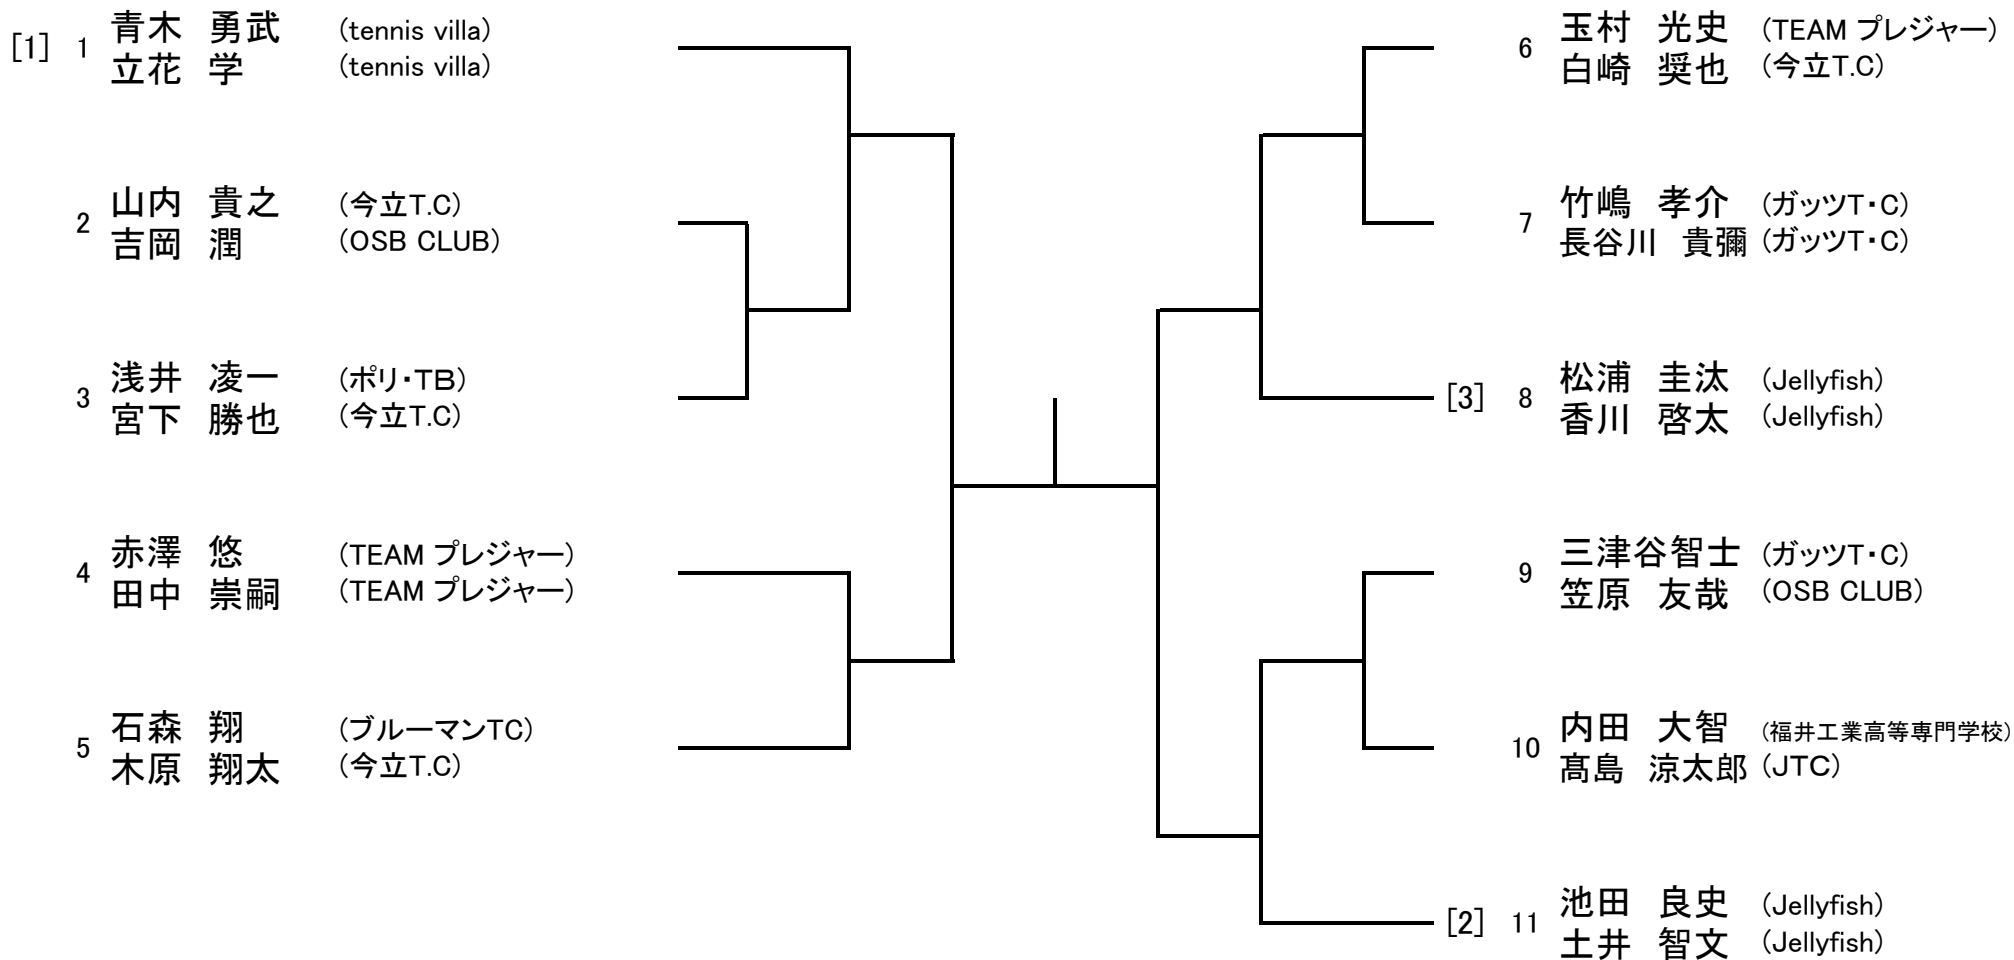 [1] 1 青木 勇武 (tennis villa)
立花 学 (tennis villa)
2 山内 貴之 (今立T.C)
吉岡 潤 (OSB CLUB)
3 浅井 凌一 (ポリ・TB)
宮下 勝也 (今立T.C)
4 赤澤 悠 (TEAM プレジャー)
田中 崇嗣 (TEAM プレジャー)
5 石森 翔 (ブルーマンTC)
木原 翔太 (今立T.C)
6 玉村 光史 (TEAM プレジャー)
白崎 奨也 (今立T.C)
7 竹嶋 孝介 (ガッツT・C)
長谷川 貴彌 (ガッツT・C)
[3] 8 松浦 圭汰 (Jellyfish)
香川 啓太 (Jellyfish)
9 三津谷智士 (ガッツT・C)
笠原 友哉 (OSB CLUB)
10 内田 大智 (福井工業高等専門学校)
髙島 涼太郎 (JTC)
[2] 11 池田 良史 (Jellyfish)
土井 智文 (Jellyfish)